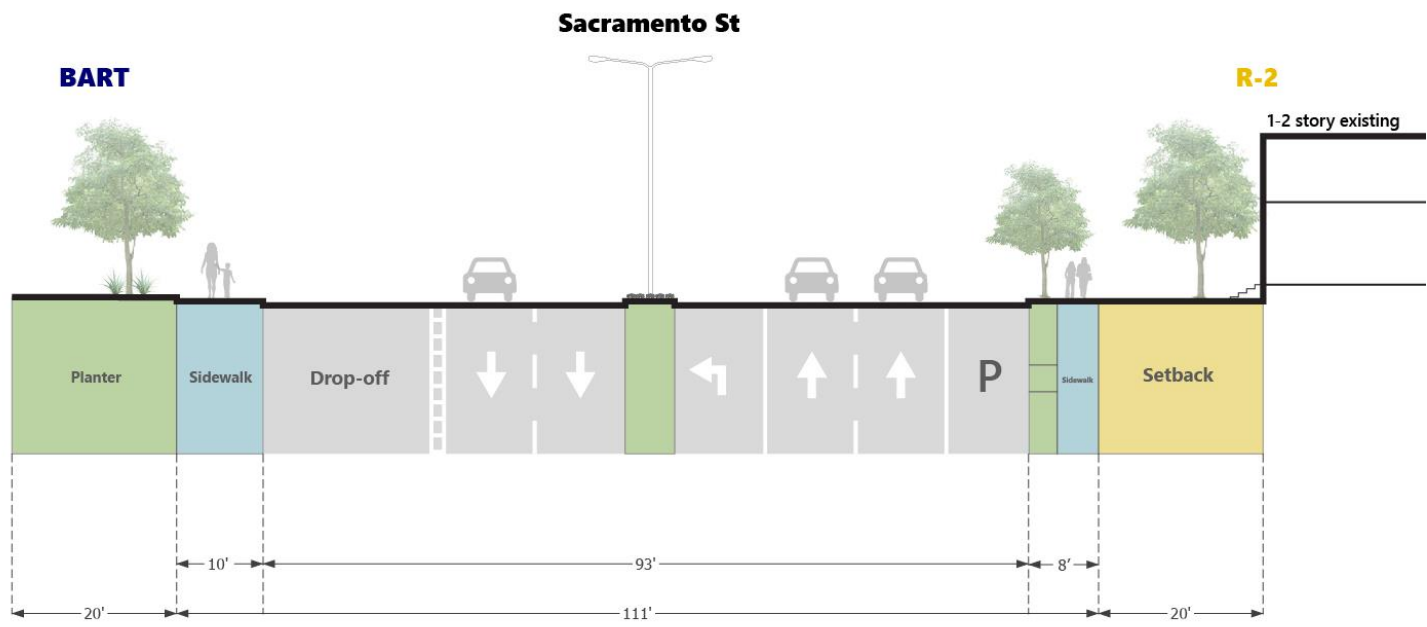 Sacramento St
BART
R-2
1-2 story existing
Planter
Sidewalk
Drop-off
P
Sidewalk
Setback
10'
93'
8'
20'
111'
20'